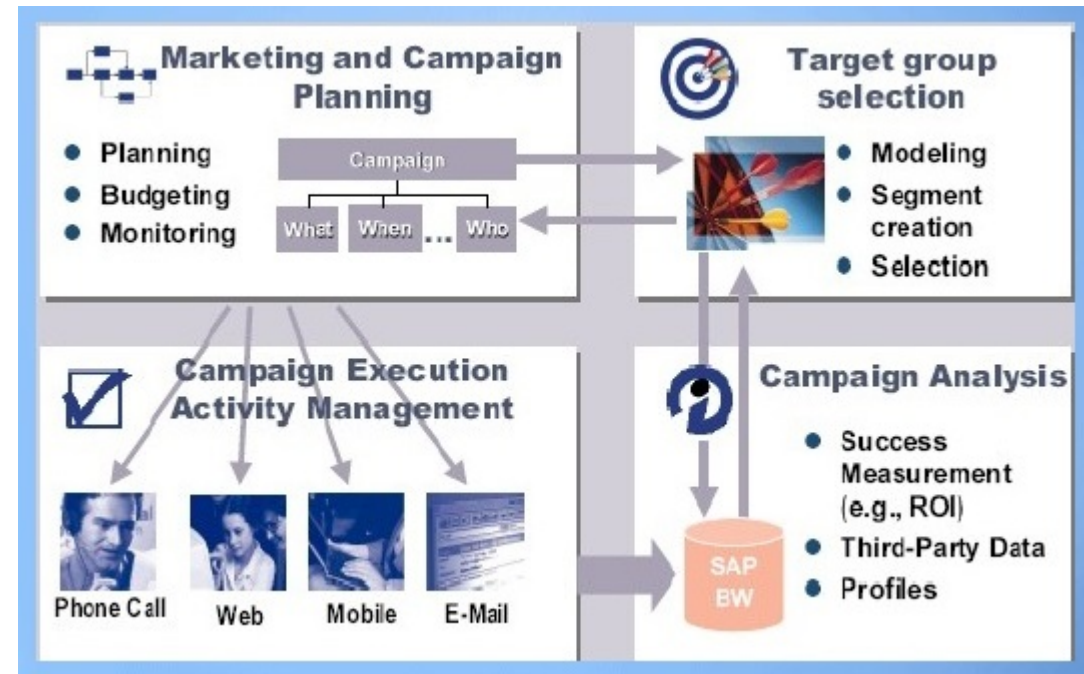 Marketing and Campaign
Planning
Planning
Budgeting
Monitoring
Campaign
What When ... Who
Target group
selection
Modeling
Segment
creation
Selection
Campaign Execution
Activity Management
Phone Call
Web
Mobile
E-Mail
Campaign Analysis
Success
Measurement
(e.g., ROI)
Third-Party Data
Profiles
SAP
BW